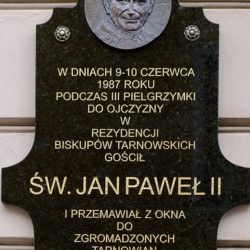 W DNIACH 9-10 CZERWCA
1987 ROKU
PODCZAS III PIELGRZYMKI
DO OJCZYZNY
W
REZYDENCJI
BISKUPÓW TARNOWSKICH
GOŚCIŁ
ŚW. JAN PAWEŁ II
I PRZEMAWIAŁ Z OKNA
DO
ZGROMADZONYCH
TARNOWIAN